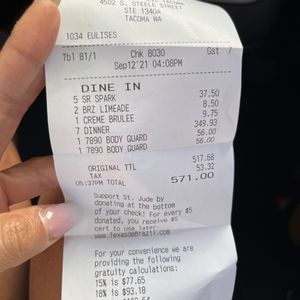 4502 S. STEELE STREET
STE 1340A
TACOMA WA
1034 EULISES
Tbl 81/1 Chk 8030 Gst 7
Sep12'21 04:08PM
DINE IN
5 SR SPARK 37.50
2 BRZ LIMEADE 8.50
1 CREME BRULEE 9.75
7 DINNER 349.93
1 7890 BODY GUARD 56.00
1 7890 BODY GUARD 56.00
517.68
ORIGINAL TTL 53.32
TAX
05:37PM TOTAL 571.00
Support St. Jude by
donating at the bottom
of your check! For every $5
donated, you receive $5
cert to use later.
www.TexasdeBrazil.com
For your convenience we are
providing the following
gratuity calculations:
15% is $77.65
18% is $93.18